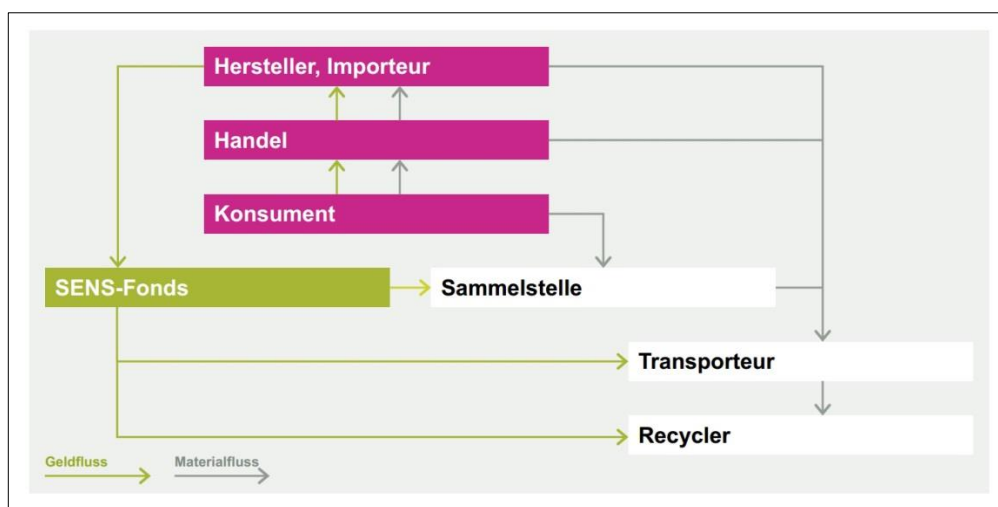 Hersteller, Importeur
Handel
Konsument
SENS-Fonds
Sammelstelle
Transporteur
Recycler
Geldfluss
Materialfluss